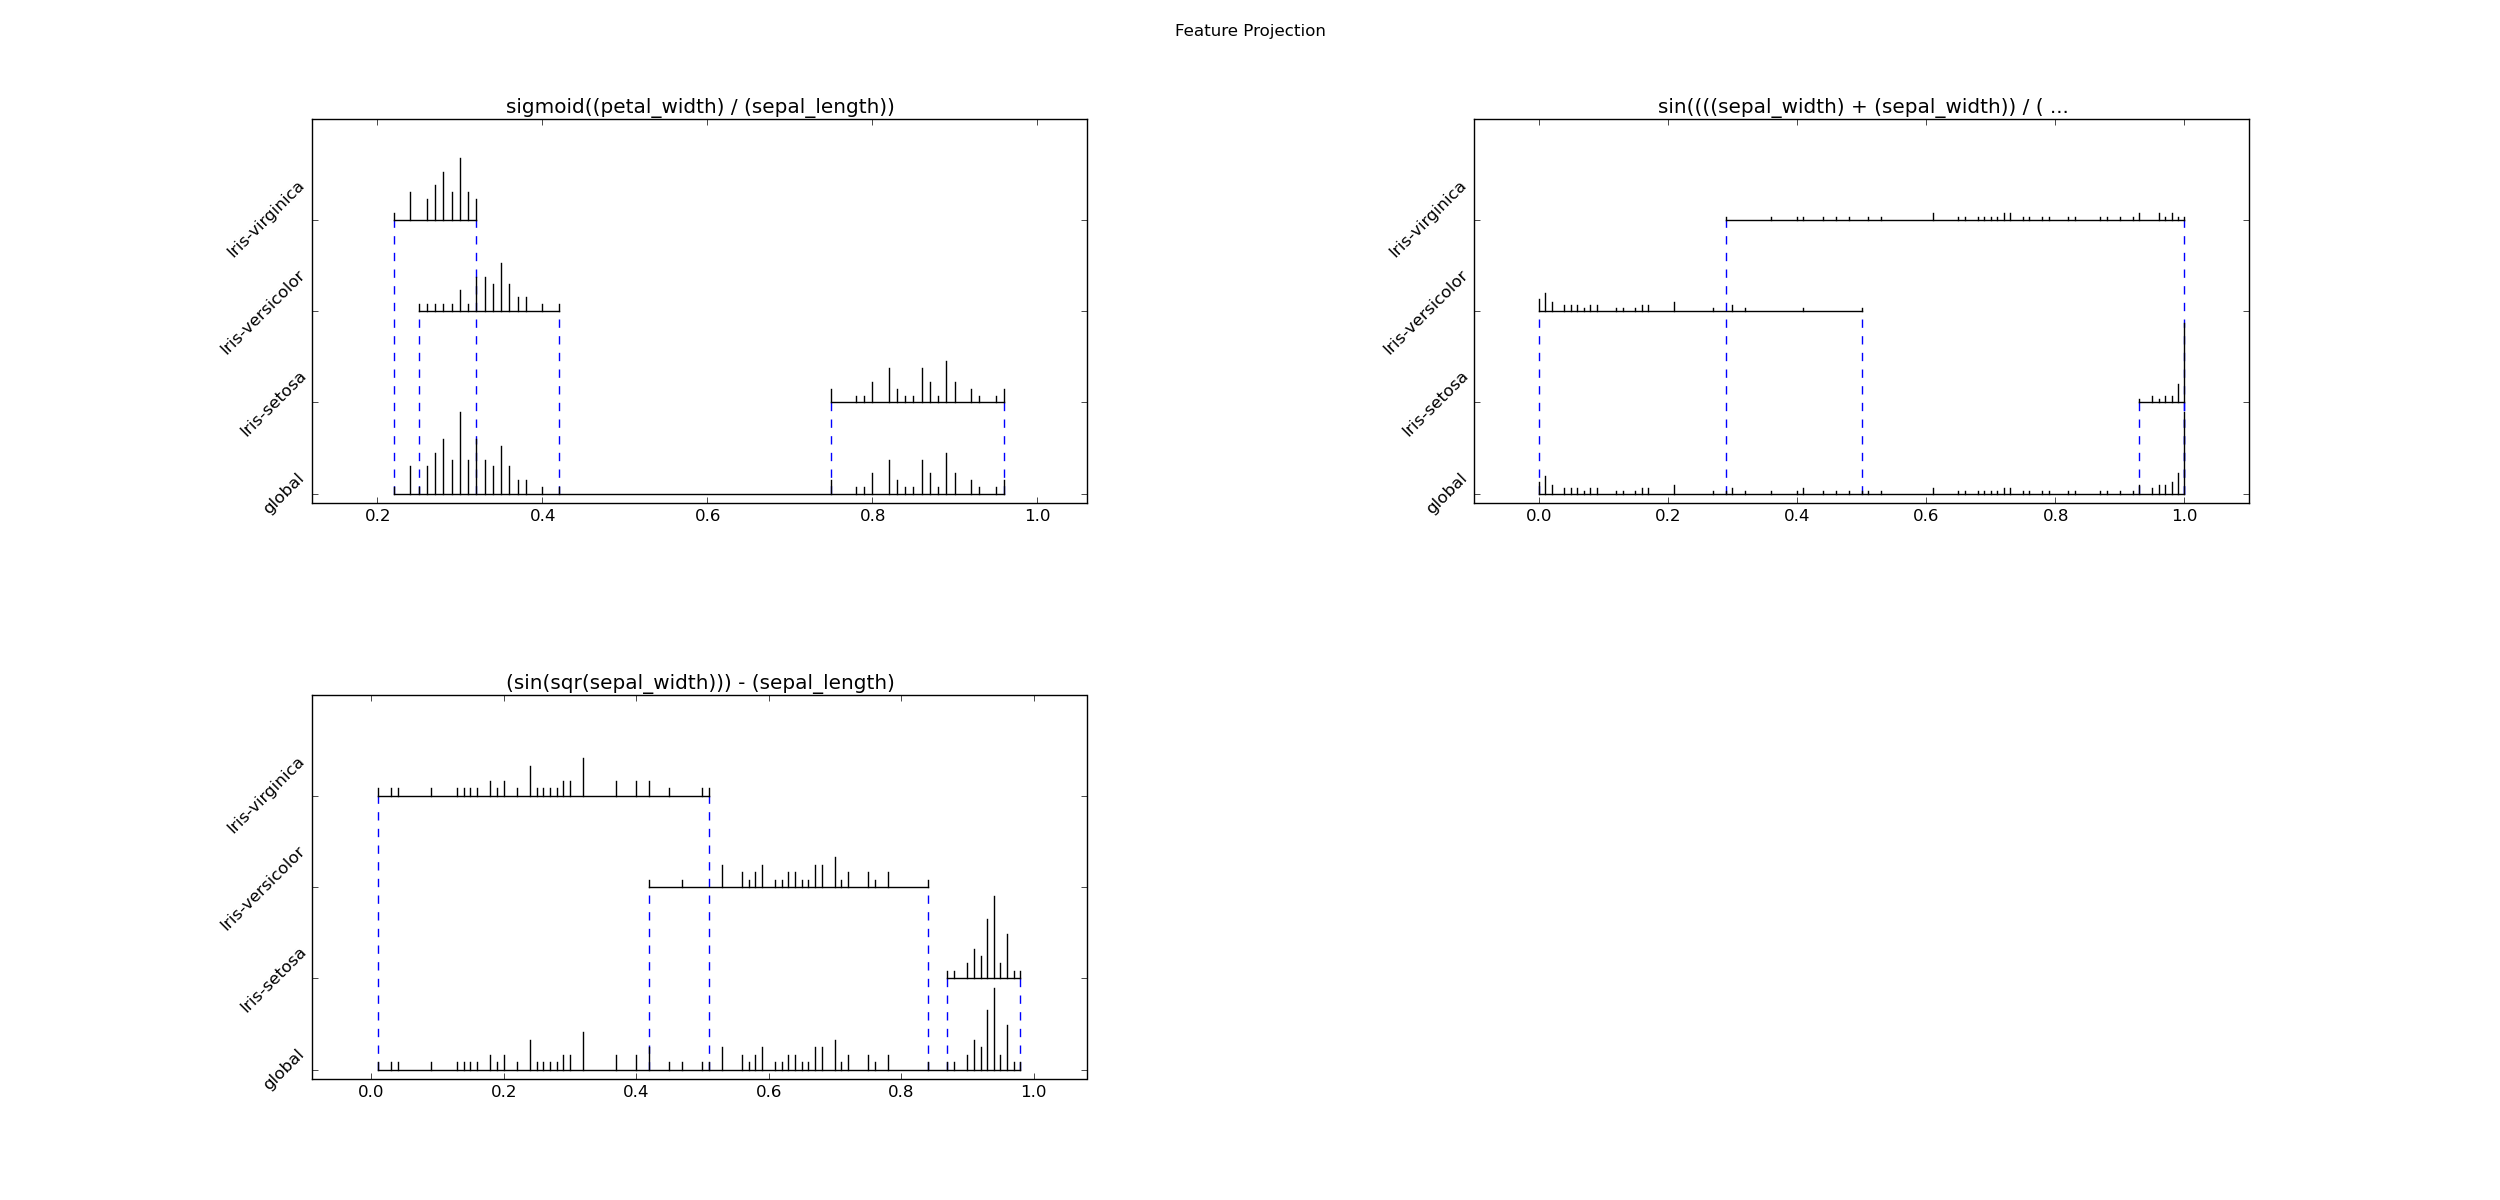 Feature Projection
sigmoid((petal_width) / (sepal_length))
Iris-virginica
Iris-versicolor
Iris-setosa
global
0.2 0.4 0.6 0.8 1.0
sin((((sepal_width) + (sepal_width)) / ( ...
Iris-virginica
Iris-versicolor
Iris-setosa
global
0.0 0.2 0.4 0.6 0.8 1.0
(sin(sqr(sepal_width))) - (sepal_length)
Iris-virginica
Iris-versicolor
Iris-setosa
global
0.0 0.2 0.4 0.6 0.8 1.0